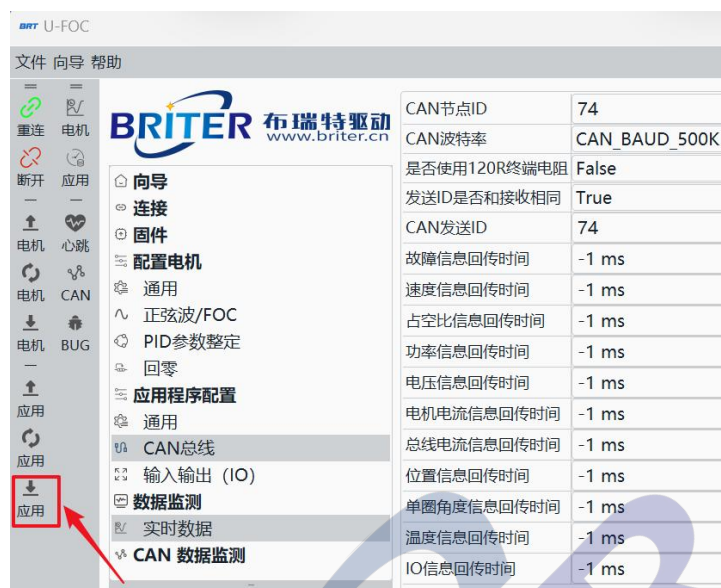 BRT U-FOC
文件 向导 帮助
重连 电机
断开 应用
电机 心跳
电机 CAN
电机 BUG
应用
应用
应用
BRITER 布瑞特驱动
www.briter.cn
向导
连接
固件
配置电机
通用
正弦波/FOC
PID参数整定
回零
应用程序配置
通用
CAN总线
输入输出（IO）
数据监测
实时数据
CAN 数据监测
CAN节点ID 74
CAN波特率 CAN_BAUD_500K
是否使用120R终端电阻 False
发送ID是否和接收相同 True
CAN发送ID 74
故障信息回传时间 -1 ms
速度信息回传时间 -1 ms
占空比信息回传时间 -1 ms
功率信息回传时间 -1 ms
电压信息回传时间 -1 ms
电机电流信息回传时间 -1 ms
总线电流信息回传时间 -1 ms
位置信息回传时间 -1 ms
单圈角度信息回传时间 -1 ms
温度信息回传时间 -1 ms
IO信息回传时间 -1 ms